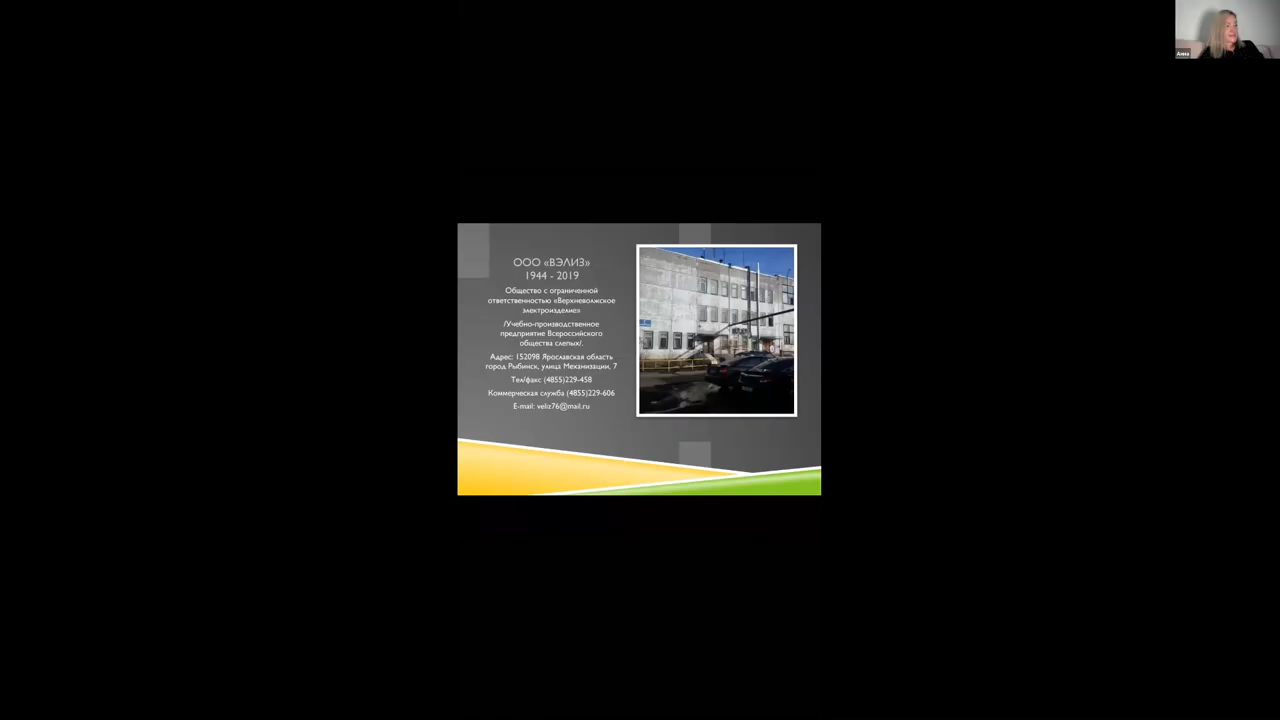 ООО «ВЭЛИЗ»
1944 - 2019
Общество с ограниченной
ответственностью «Верхневолжское
электроизделие»
/Учебно-производственное
предприятие Всероссийского
общества слепых/.
Адрес: 152098 Ярославская область
город Рыбинск, улица Механизации, 7
Тел/факс (4855)229-458
Коммерческая служба (4855)229-606
E-mail: veliz76@mail.ru
Анна